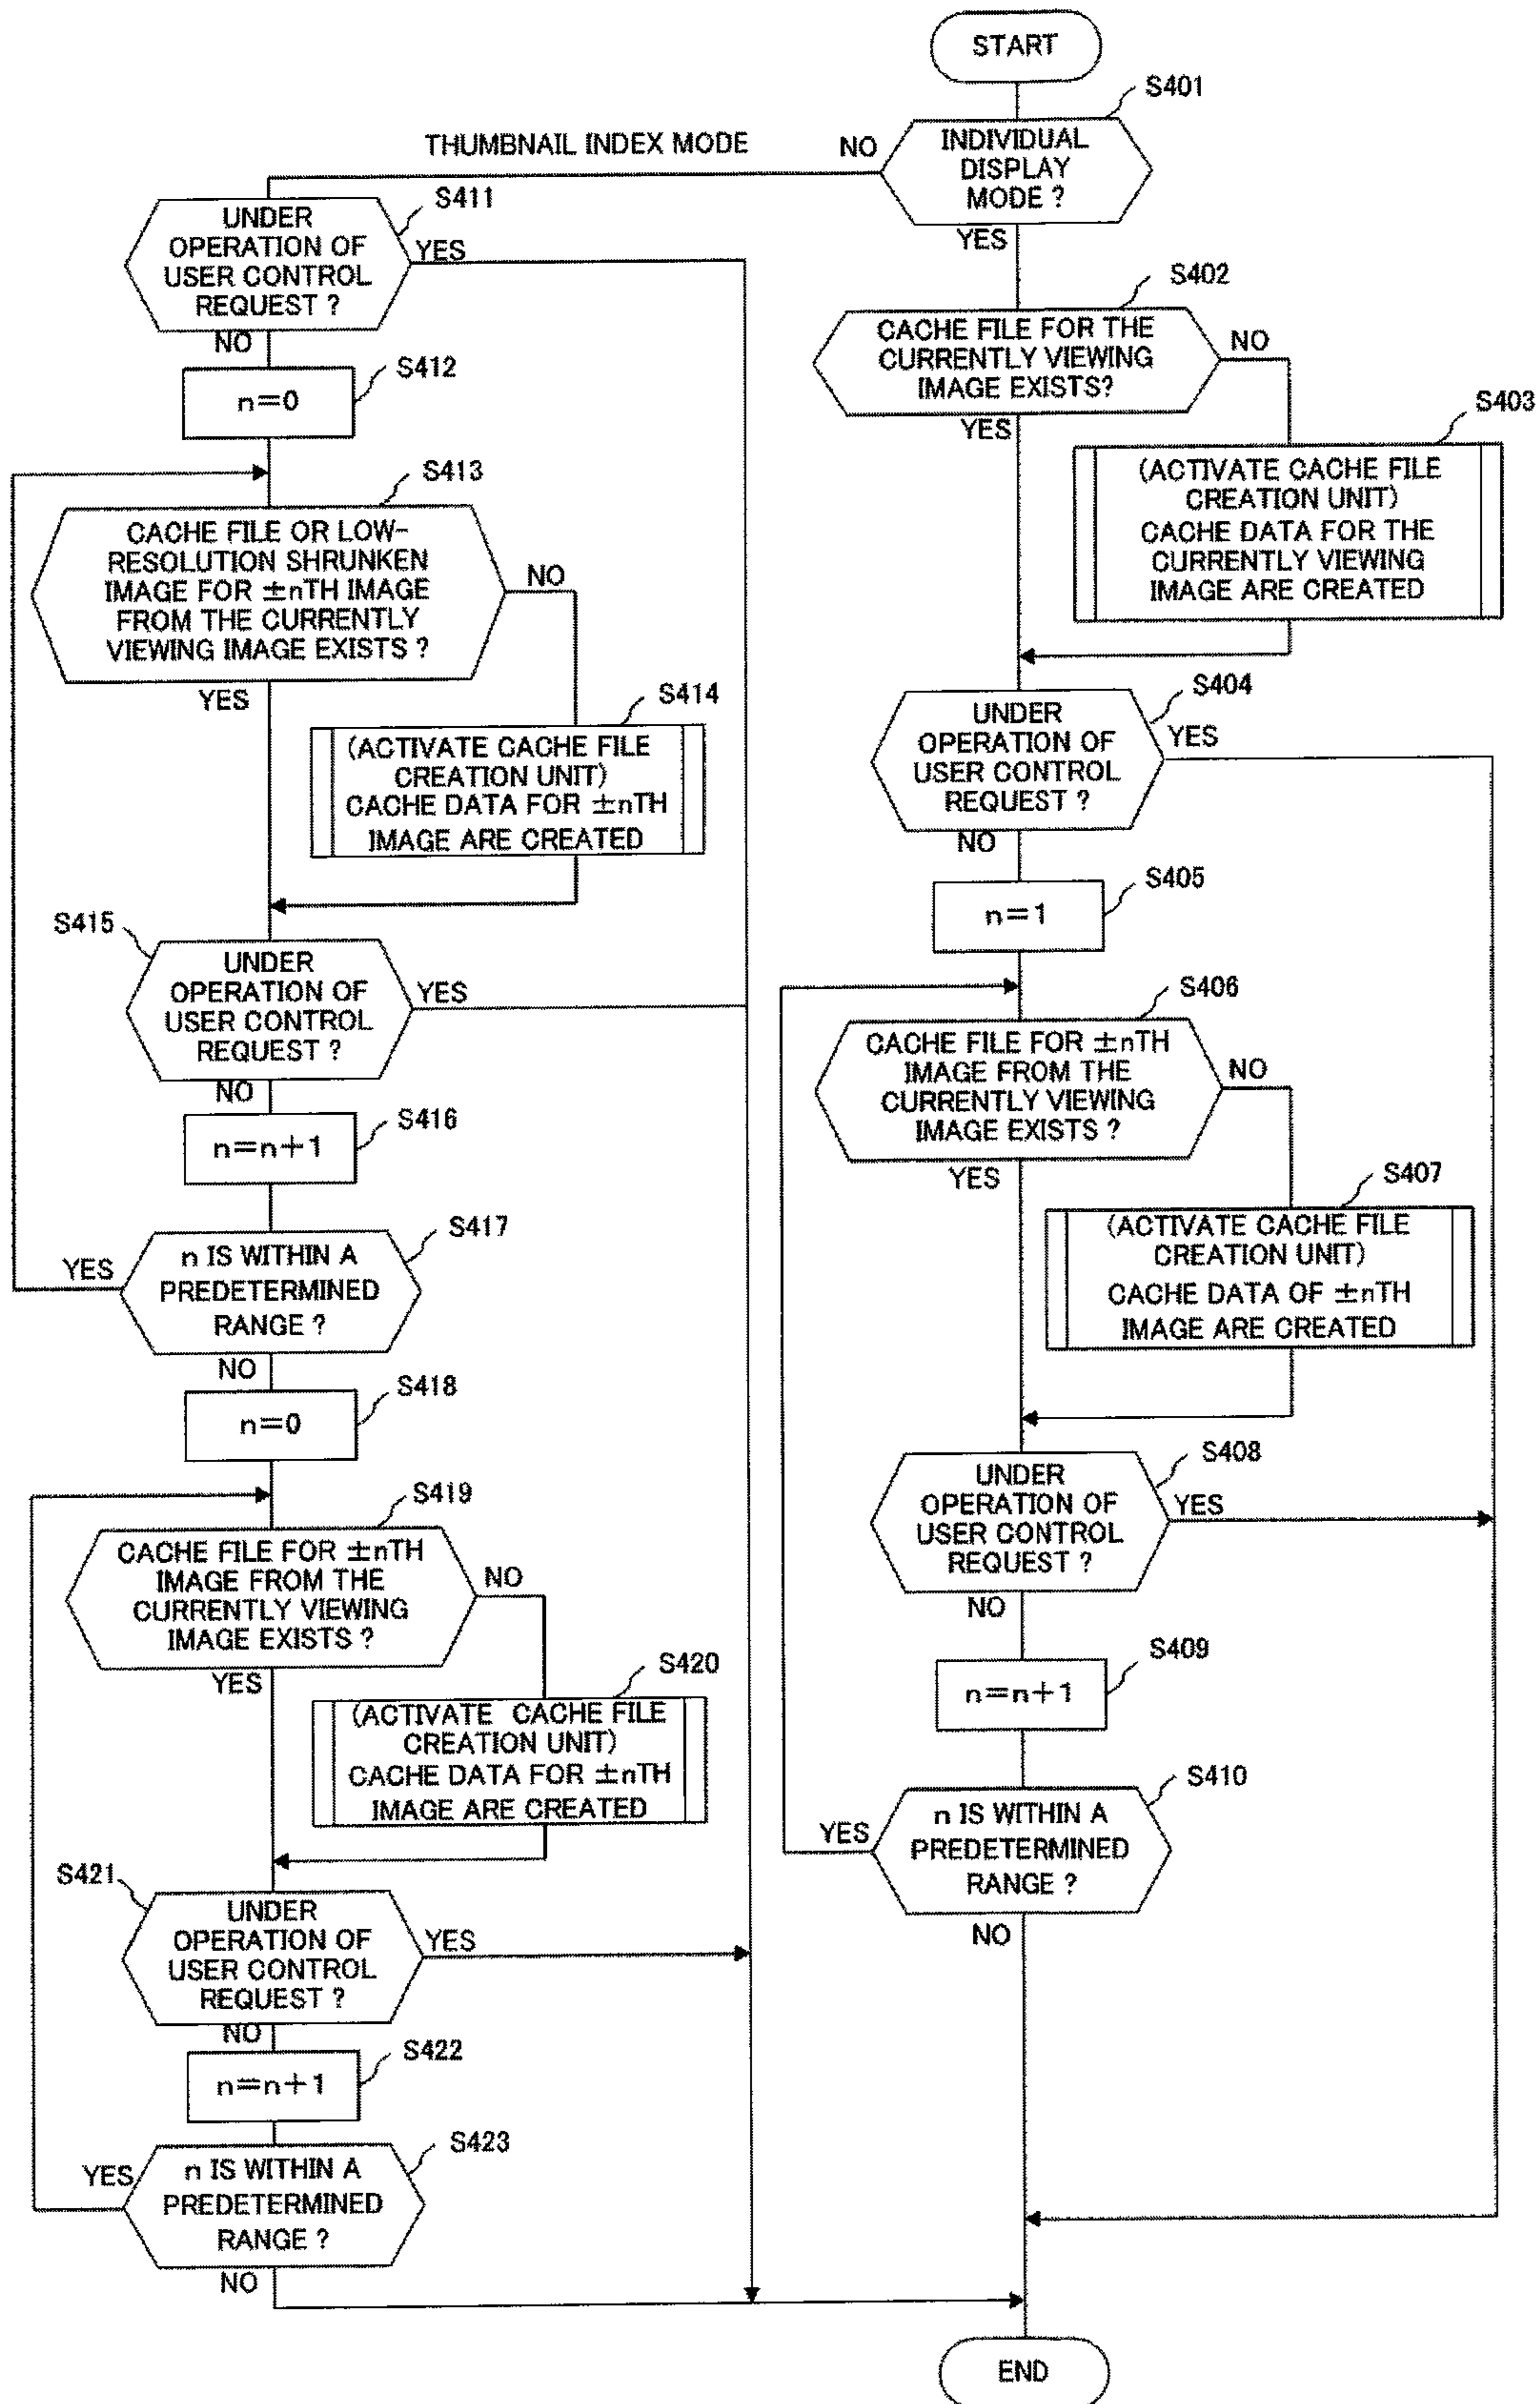 START
S401
INDIVIDUAL
DISPLAY
MODE ?
NO
THUMBNAIL INDEX MODE
YES
S402
CACHE FILE FOR THE
CURRENTLY VIEWING
IMAGE EXISTS?
NO
YES
S403
(ACTIVATE CACHE FILE
CREATION UNIT)
CACHE DATA FOR THE
CURRENTLY VIEWING
IMAGE ARE CREATED
S404
UNDER
OPERATION OF
USER CONTROL
REQUEST ?
YES
NO
S405
n=1
S406
CACHE FILE FOR ±nTH
IMAGE FROM THE
CURRENTLY VIEWING
IMAGE EXISTS ?
NO
YES
S407
(ACTIVATE CACHE FILE
CREATION UNIT)
CACHE DATA OF ±nTH
IMAGE ARE CREATED
S408
UNDER
OPERATION OF
USER CONTROL
REQUEST ?
YES
NO
S409
n=n+1
S410
n IS WITHIN A
PREDETERMINED
RANGE ?
YES
NO
S411
UNDER
OPERATION OF
USER CONTROL
REQUEST ?
YES
NO
S412
n=0
S413
CACHE FILE OR LOW-
RESOLUTION SHRUNKEN
IMAGE FOR ±nTH IMAGE
FROM THE CURRENTLY
VIEWING IMAGE EXISTS ?
NO
YES
S414
(ACTIVATE CACHE FILE
CREATION UNIT)
CACHE DATA FOR ±nTH
IMAGE ARE CREATED
S415
UNDER
OPERATION OF
USER CONTROL
REQUEST ?
YES
NO
S416
n=n+1
S417
n IS WITHIN A
PREDETERMINED
RANGE ?
YES
NO
S418
n=0
S419
CACHE FILE FOR ±nTH
IMAGE FROM THE
CURRENTLY VIEWING
IMAGE EXISTS ?
NO
YES
S420
(ACTIVATE CACHE FILE
CREATION UNIT)
CACHE DATA FOR ±nTH
IMAGE ARE CREATED
S421
UNDER
OPERATION OF
USER CONTROL
REQUEST ?
YES
NO
S422
n=n+1
S423
n IS WITHIN A
PREDETERMINED
RANGE ?
YES
NO
END